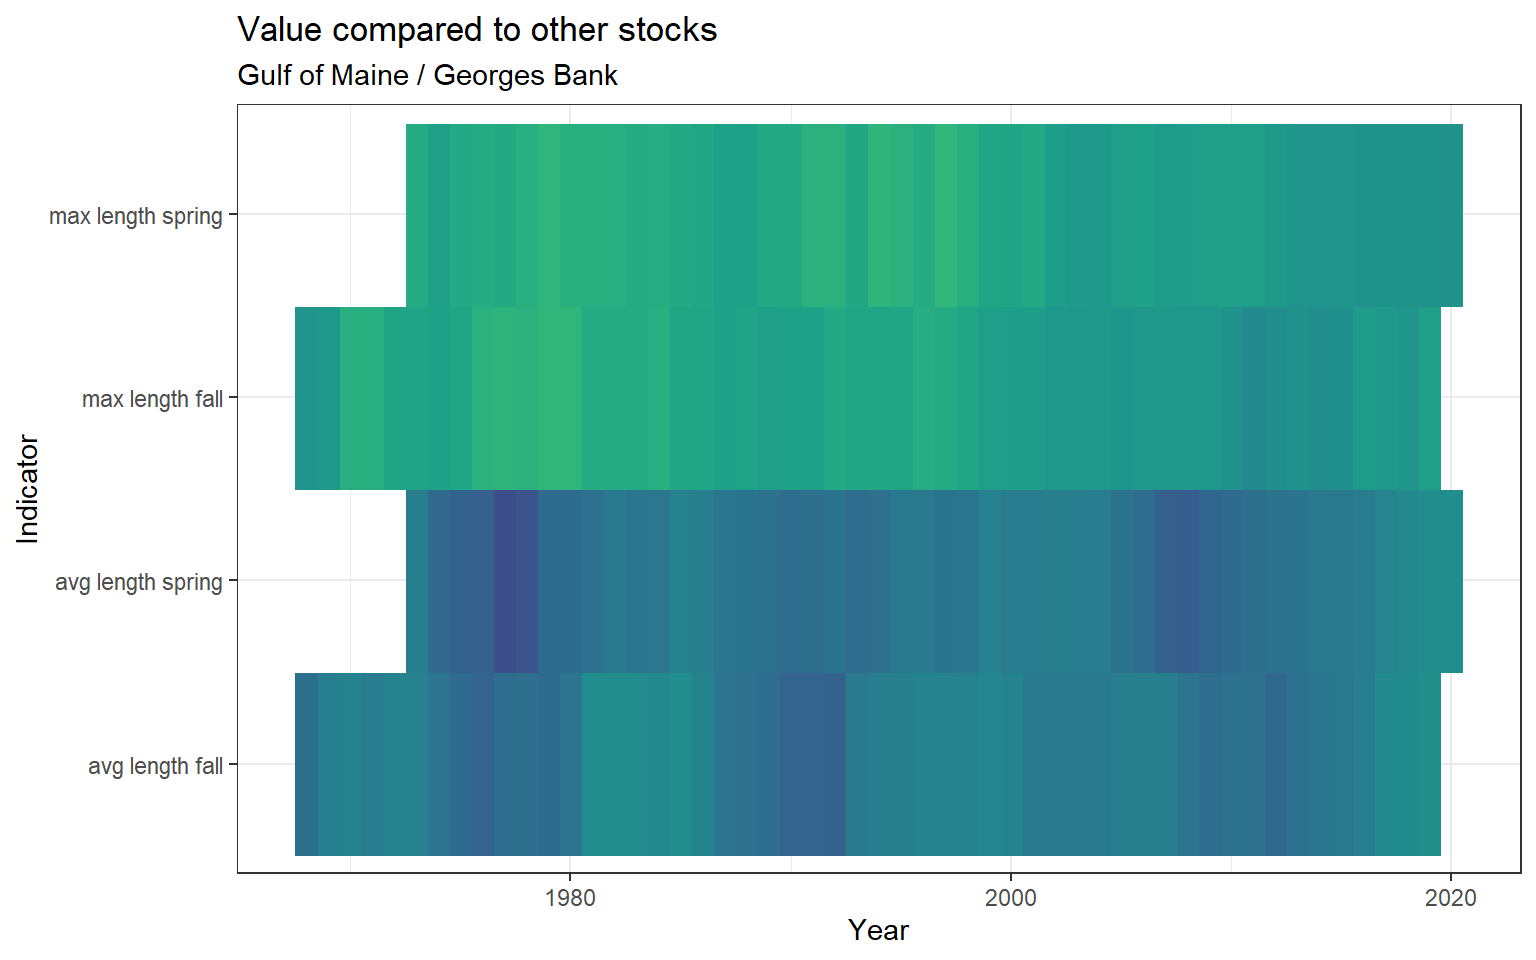 Value compared to other stocks
Gulf of Maine / Georges Bank
max length spring
max length fall
avg length spring
avg length fall
Indicator
1980
2000
2020
Year